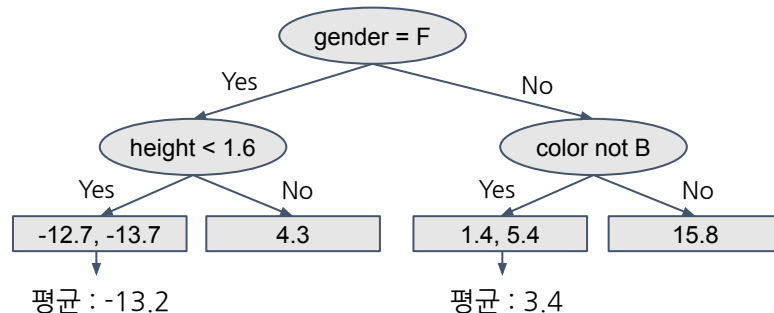 gender = F
Yes
No
height < 1.6
color not B
Yes
No
Yes
No
-12.7, -13.7
4.3
1.4, 5.4
15.8
평균 : -13.2
평균 : 3.4